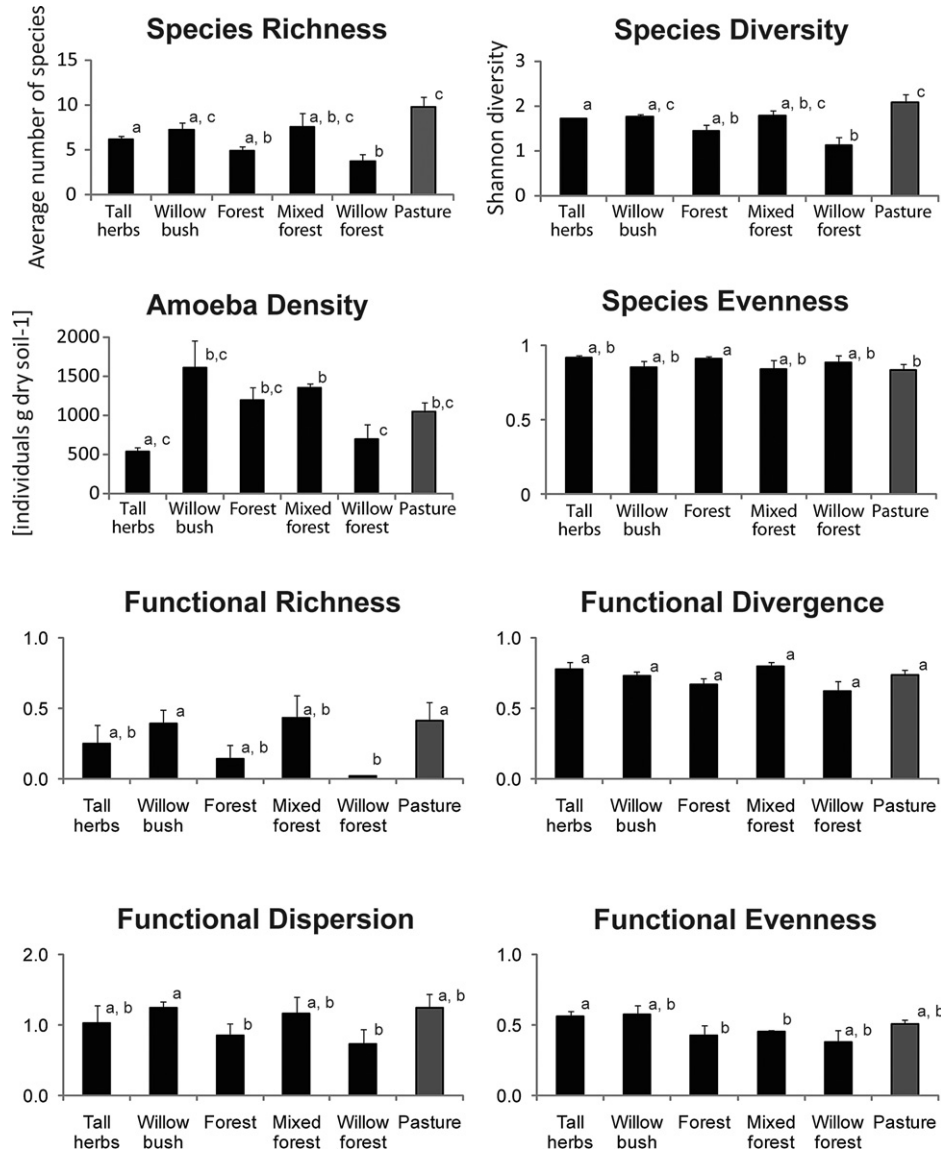 Species Richness
Average number of species
15
10
5
0
a
a, c
a, b
a, b, c
b
c
Tall herbs
Willow bush
Forest
Mixed forest
Willow forest
Pasture
Species Diversity
Shannon diversity
3
2
1
0
a
a, c
a, b
a, b, c
b
c
Tall herbs
Willow bush
Forest
Mixed forest
Willow forest
Pasture
Amoeba Density
[individuals g dry soil-1]
2000
1500
1000
500
0
a, c
b,c
b,c
b
c
b,c
Tall herbs
Willow bush
Forest
Mixed forest
Willow forest
Pasture
Species Evenness
1
0.5
0
a, b
a, b
a
a, b
a, b
b
Tall herbs
Willow bush
Forest
Mixed forest
Willow forest
Pasture
Functional Richness
1.0
0.5
0.0
a, b
a
a, b
a, b
b
a
Tall herbs
Willow bush
Forest
Mixed forest
Willow forest
Pasture
Functional Divergence
1.0
0.5
0.0
a
a
a
a
a
a
Tall herbs
Willow bush
Forest
Mixed forest
Willow forest
Pasture
Functional Dispersion
2.0
1.0
0.0
a, b
a
b
a, b
b
a, b
Tall herbs
Willow bush
Forest
Mixed forest
Willow forest
Pasture
Functional Evenness
1.0
0.5
0.0
a
a, b
b
b
a, b
a, b
Tall herbs
Willow bush
Forest
Mixed forest
Willow forest
Pasture